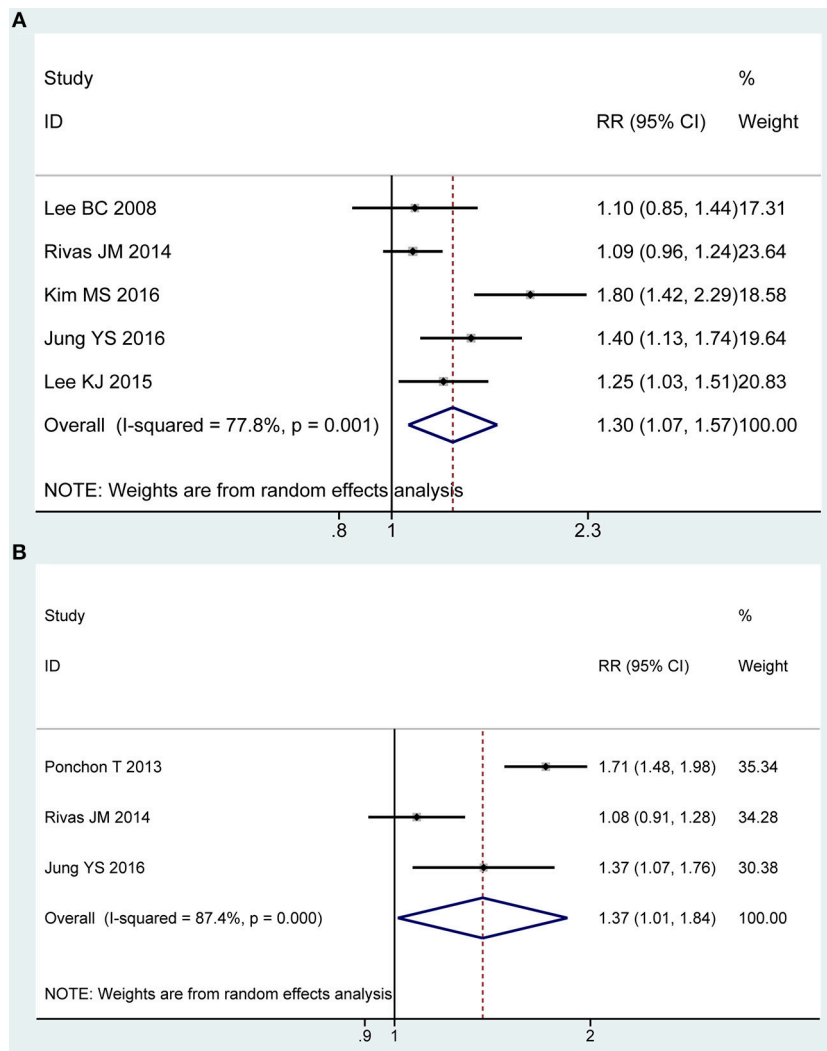 A
Study %
ID RR (95% CI) Weight
Lee BC 2008 1.10 (0.85, 1.44)17.31
Rivas JM 2014 1.09 (0.96, 1.24)23.64
Kim MS 2016 1.80 (1.42, 2.29)18.58
Jung YS 2016 1.40 (1.13, 1.74)19.64
Lee KJ 2015 1.25 (1.03, 1.51)20.83
Overall (I-squared = 77.8%, p = 0.001) 1.30 (1.07, 1.57)100.00
NOTE: Weights are from random effects analysis
.8 1 2.3
B
Study %
ID RR (95% CI) Weight
Ponchon T 2013 1.71 (1.48, 1.98) 35.34
Rivas JM 2014 1.08 (0.91, 1.28) 34.28
Jung YS 2016 1.37 (1.07, 1.76) 30.38
Overall (I-squared = 87.4%, p = 0.000) 1.37 (1.01, 1.84) 100.00
NOTE: Weights are from random effects analysis
.9 1 2